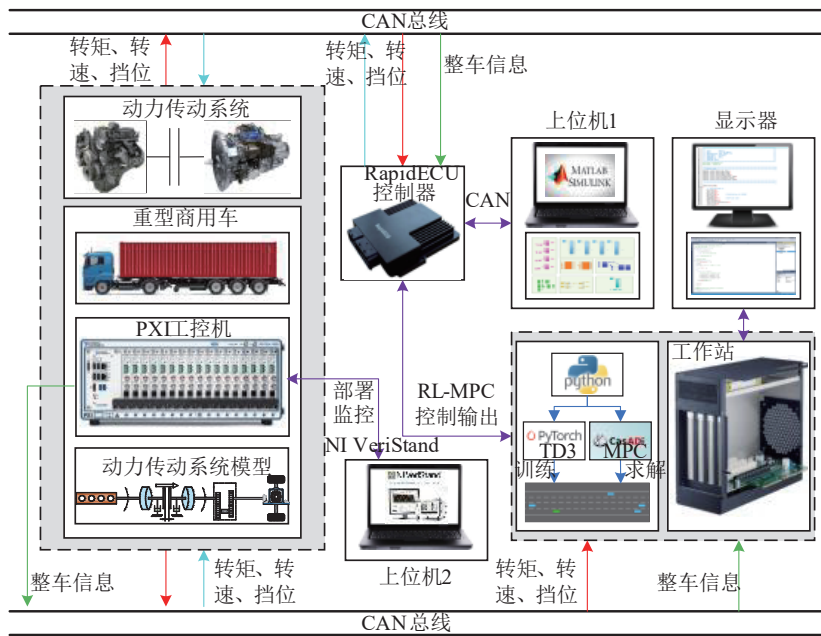 CAN总线
转矩、转
速、挡位
转矩、转
速、挡位
整车信息
动力传动系统
重型商用车
PXI工控机
动力传动系统模型
RapidECU
控制器
CAN
上位机1
MATLAB
SIMULINK
显示器
部署
监控
NI VeriStand
NI VeriStand
上位机2
RL-MPC
控制输出
python
PyTorch
CasADi
TD3
MPC
训练
求解
工作站
整车信息
转矩、转
速、挡位
转矩、转
速、挡位
整车信息
CAN总线